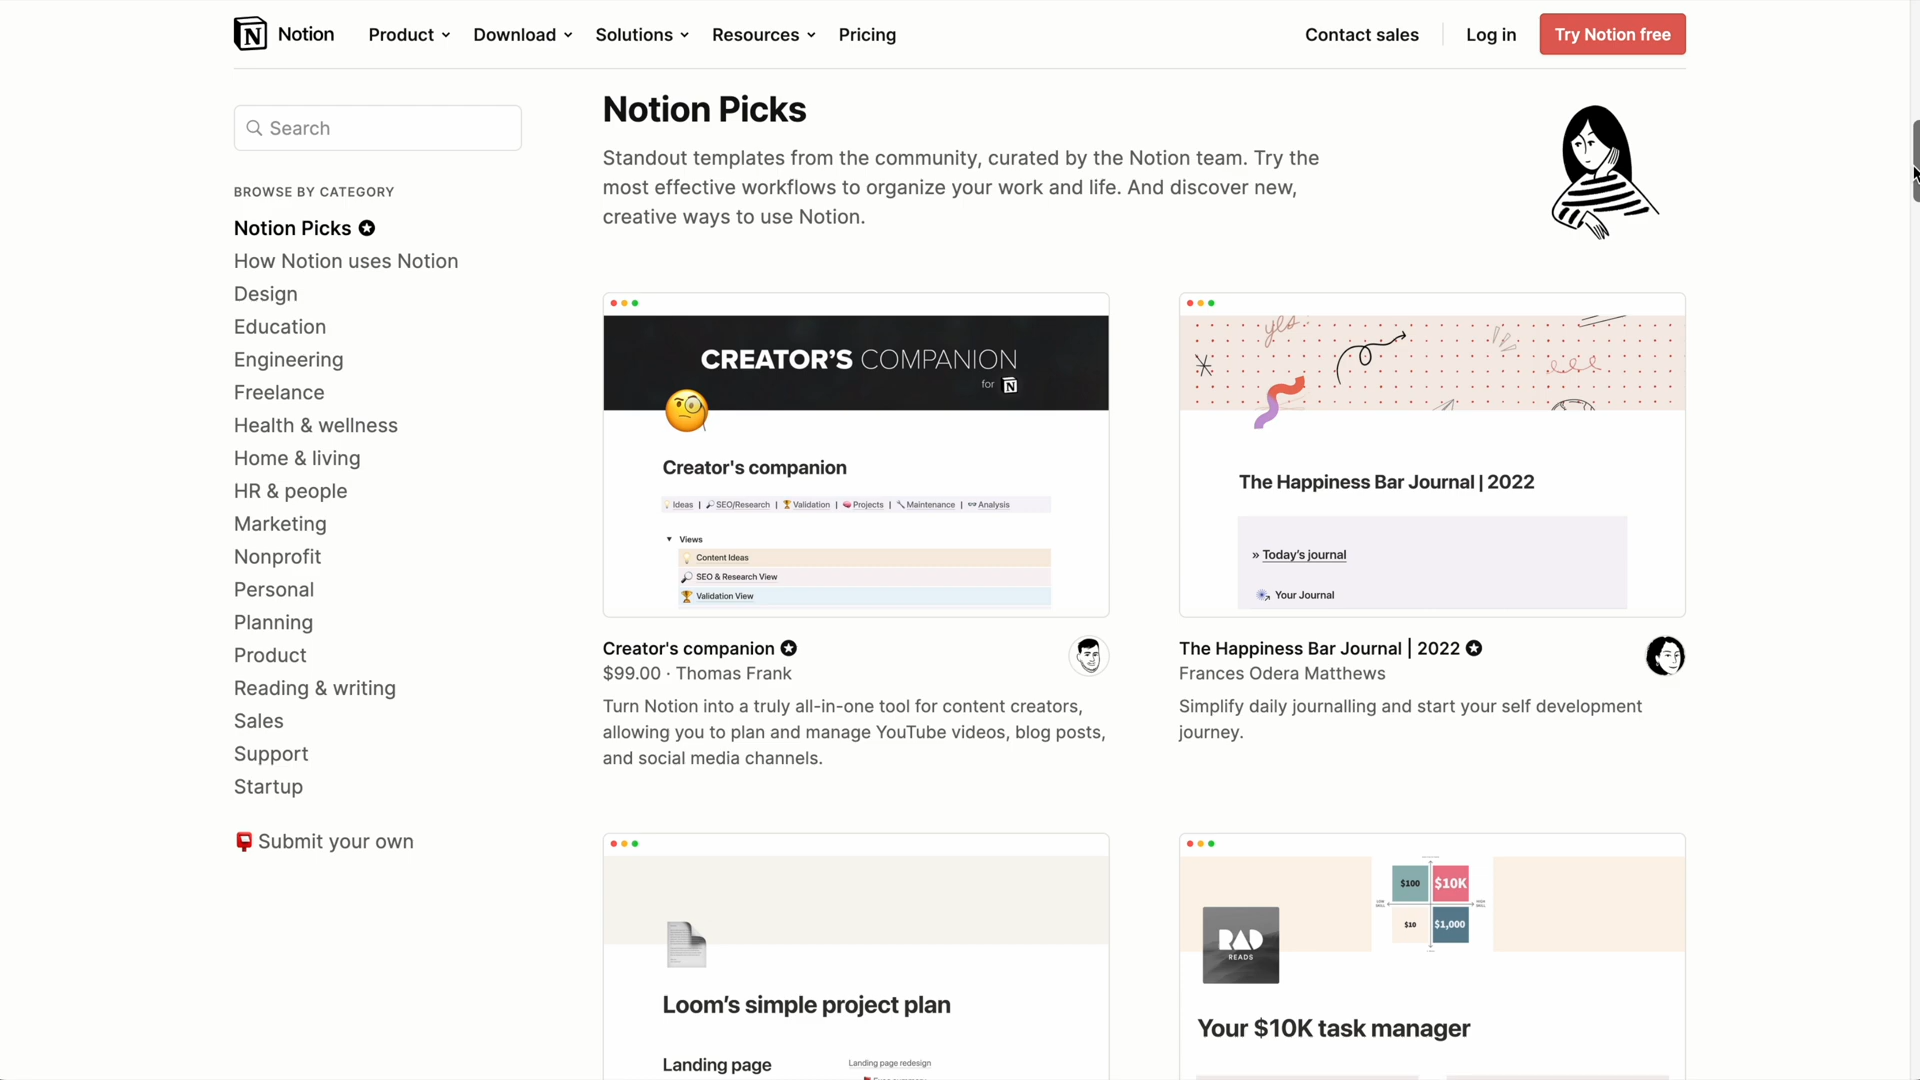 Notion
Product
Download
Solutions
Resources
Pricing
Contact sales
Log in
Try Notion free
Search
BROWSE BY CATEGORY
Notion Picks
How Notion uses Notion
Design
Education
Engineering
Freelance
Health & wellness
Home & living
HR & people
Marketing
Nonprofit
Personal
Planning
Product
Reading & writing
Sales
Support
Startup
Submit your own
Notion Picks
Standout templates from the community, curated by the Notion team. Try the
most effective workflows to organize your work and life. And discover new,
creative ways to use Notion.
CREATOR'S COMPANION
for N
Creator's companion
Ideas | SEO/Research | Validation | Projects | Maintenance | Analysis
Views
Content Ideas
SEO & Research View
Validation View
Creator's companion
$99.00 · Thomas Frank
Turn Notion into a truly all-in-one tool for content creators,
allowing you to plan and manage YouTube videos, blog posts,
and social media channels.
yes
The Happiness Bar Journal | 2022
» Today's journal
Your Journal
The Happiness Bar Journal | 2022
Frances Odera Matthews
Simplify daily journalling and start your self development
journey.
Loom's simple project plan
Landing page
Landing page redesign
$100
$10K
$10
$1,000
RAD
READS
Your $10K task manager